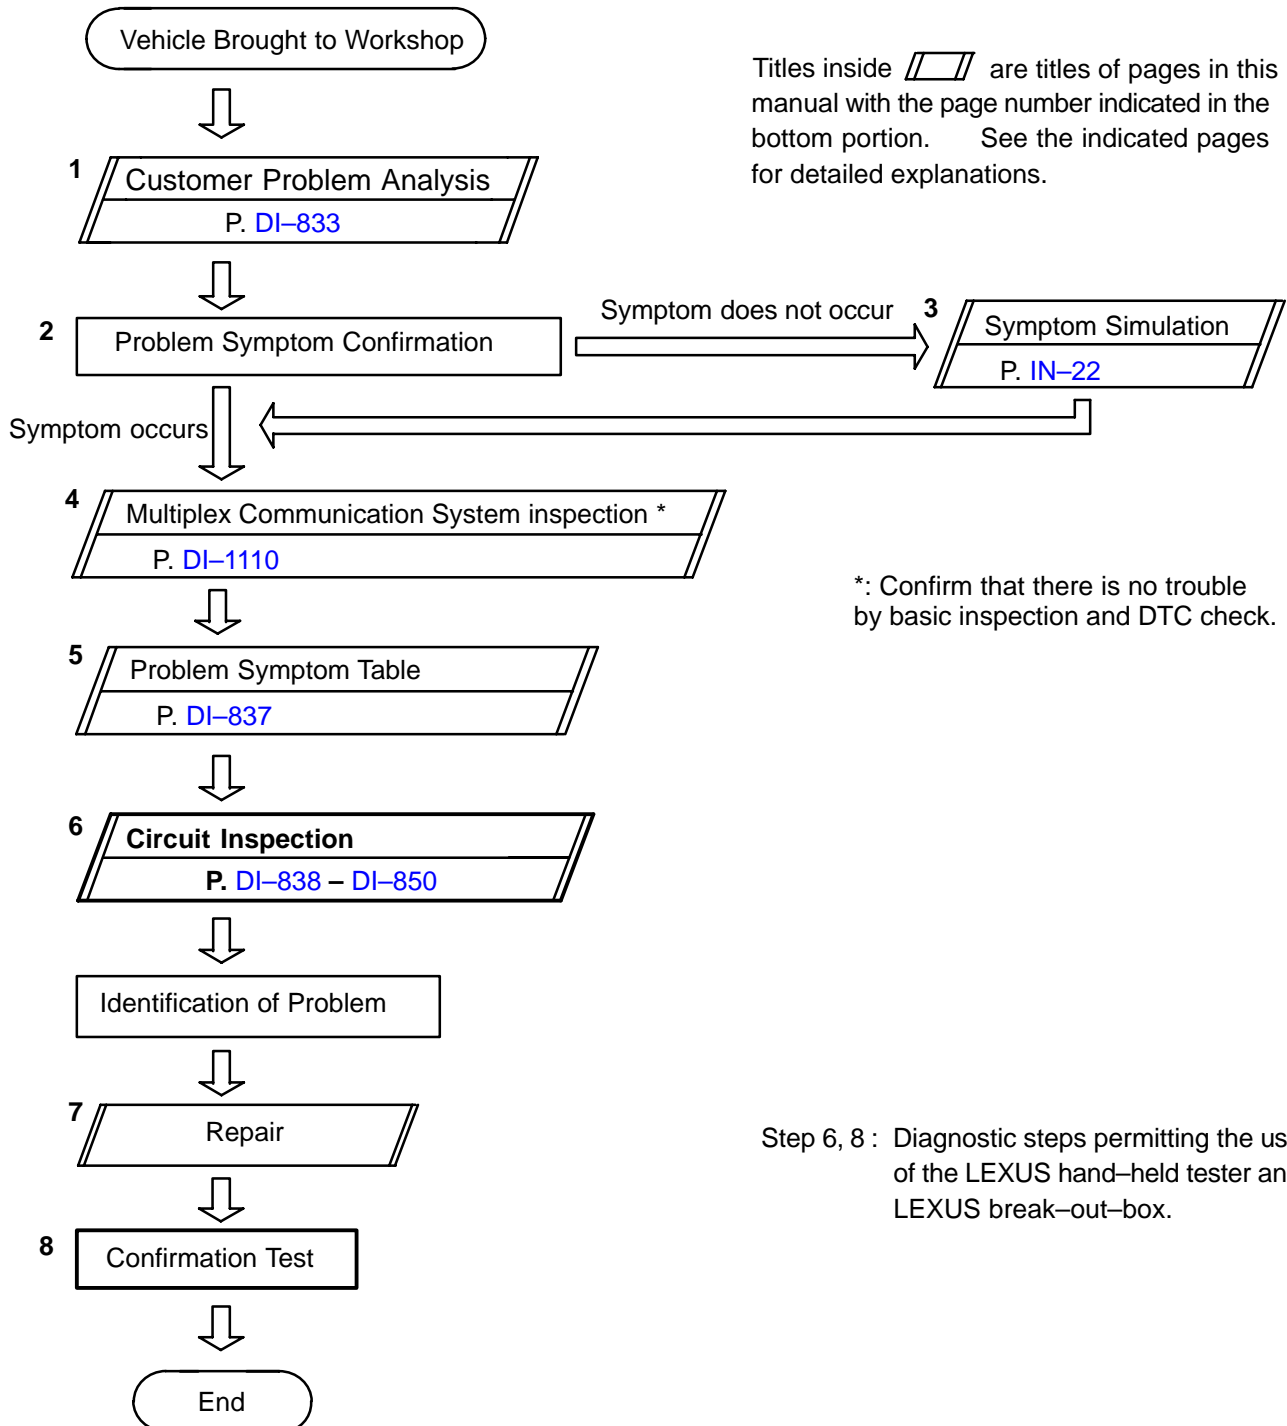 Vehicle Brought to Workshop
Titles inside are titles of pages in this
manual with the page number indicated in the
bottom portion. See the indicated pages
for detailed explanations.
1
Customer Problem Analysis
P. DI–833
2
Problem Symptom Confirmation
Symptom does not occur
3
Symptom Simulation
P. IN–22
Symptom occurs
4
Multiplex Communication System inspection *
P. DI–1110
*: Confirm that there is no trouble
by basic inspection and DTC check.
5
Problem Symptom Table
P. DI–837
6
Circuit Inspection
P. DI–838 – DI–850
Identification of Problem
7
Repair
Step 6, 8 : Diagnostic steps permitting the us
of the LEXUS hand–held tester an
LEXUS break–out–box.
8
Confirmation Test
End